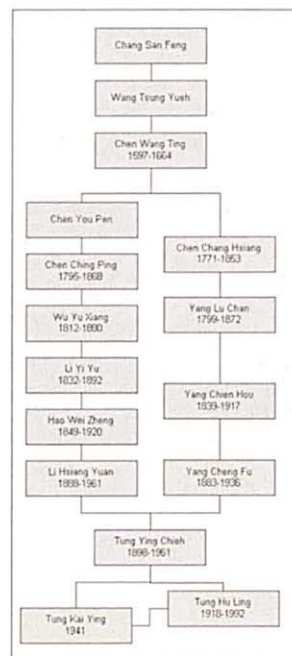 Chang San Feng
Wang Tsung Yueh
Chen Wang Ting
1597-1664
Chen You Pen
Chen Ching Ping
1795-1868
Wu Yu Xiang
1812-1880
Li Yi Yu
1832-1892
Hao Wei Zheng
1849-1920
Li Hsiang Yuan
1898-1961
Chen Chang Hsiang
1771-1853
Yang Lu Chan
1799-1872
Yang Chien Hou
1839-1917
Yang Cheng Fu
1883-1936
Tung Ying Chieh
1898-1961
Tung Kai Ying
1941
Tung Hu Ling
1918-1992